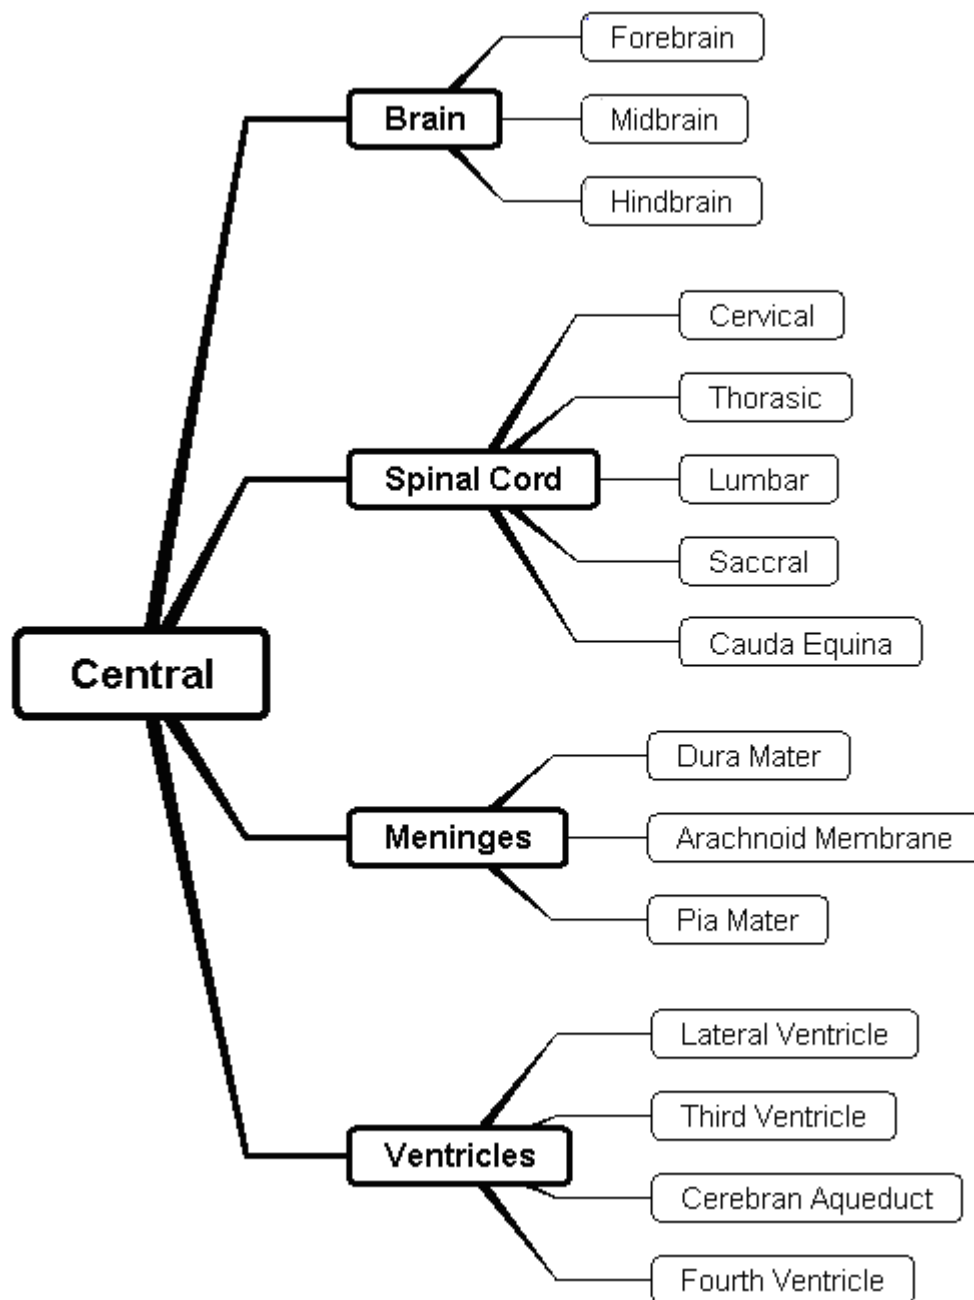 Forebrain
Brain
Midbrain
Hindbrain
Cervical
Thorasic
Spinal Cord
Lumbar
Saccral
Cauda Equina
Central
Dura Mater
Meninges
Arachnoid Membrane
Pia Mater
Lateral Ventricle
Third Ventricle
Ventricles
Cerebran Aqueduct
Fourth Ventricle